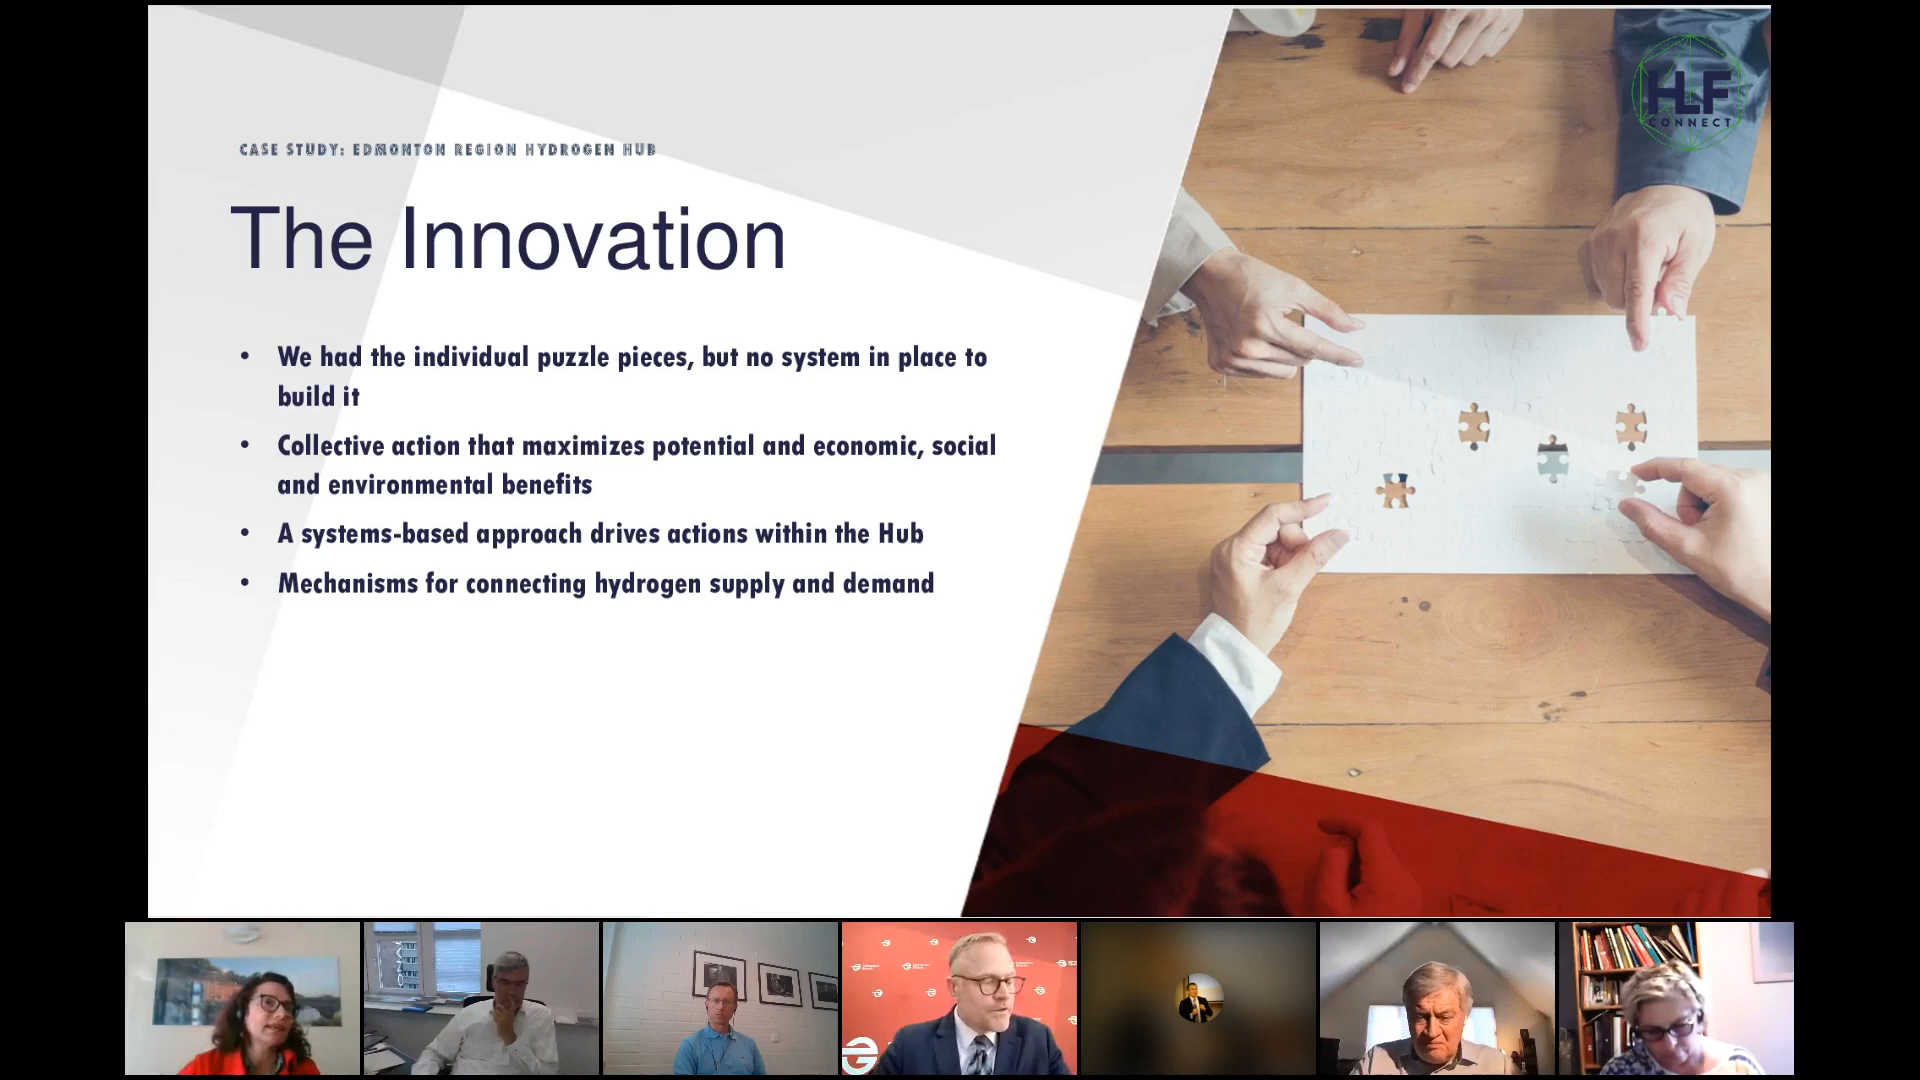 HLF
CONNECT
CASE STUDY: EDMONTON REGION HYDROGEN HUB
The Innovation
• We had the individual puzzle pieces, but no system in place to
build it
• Collective action that maximizes potential and economic, social
and environmental benefits
• A systems-based approach drives actions within the Hub
• Mechanisms for connecting hydrogen supply and demand